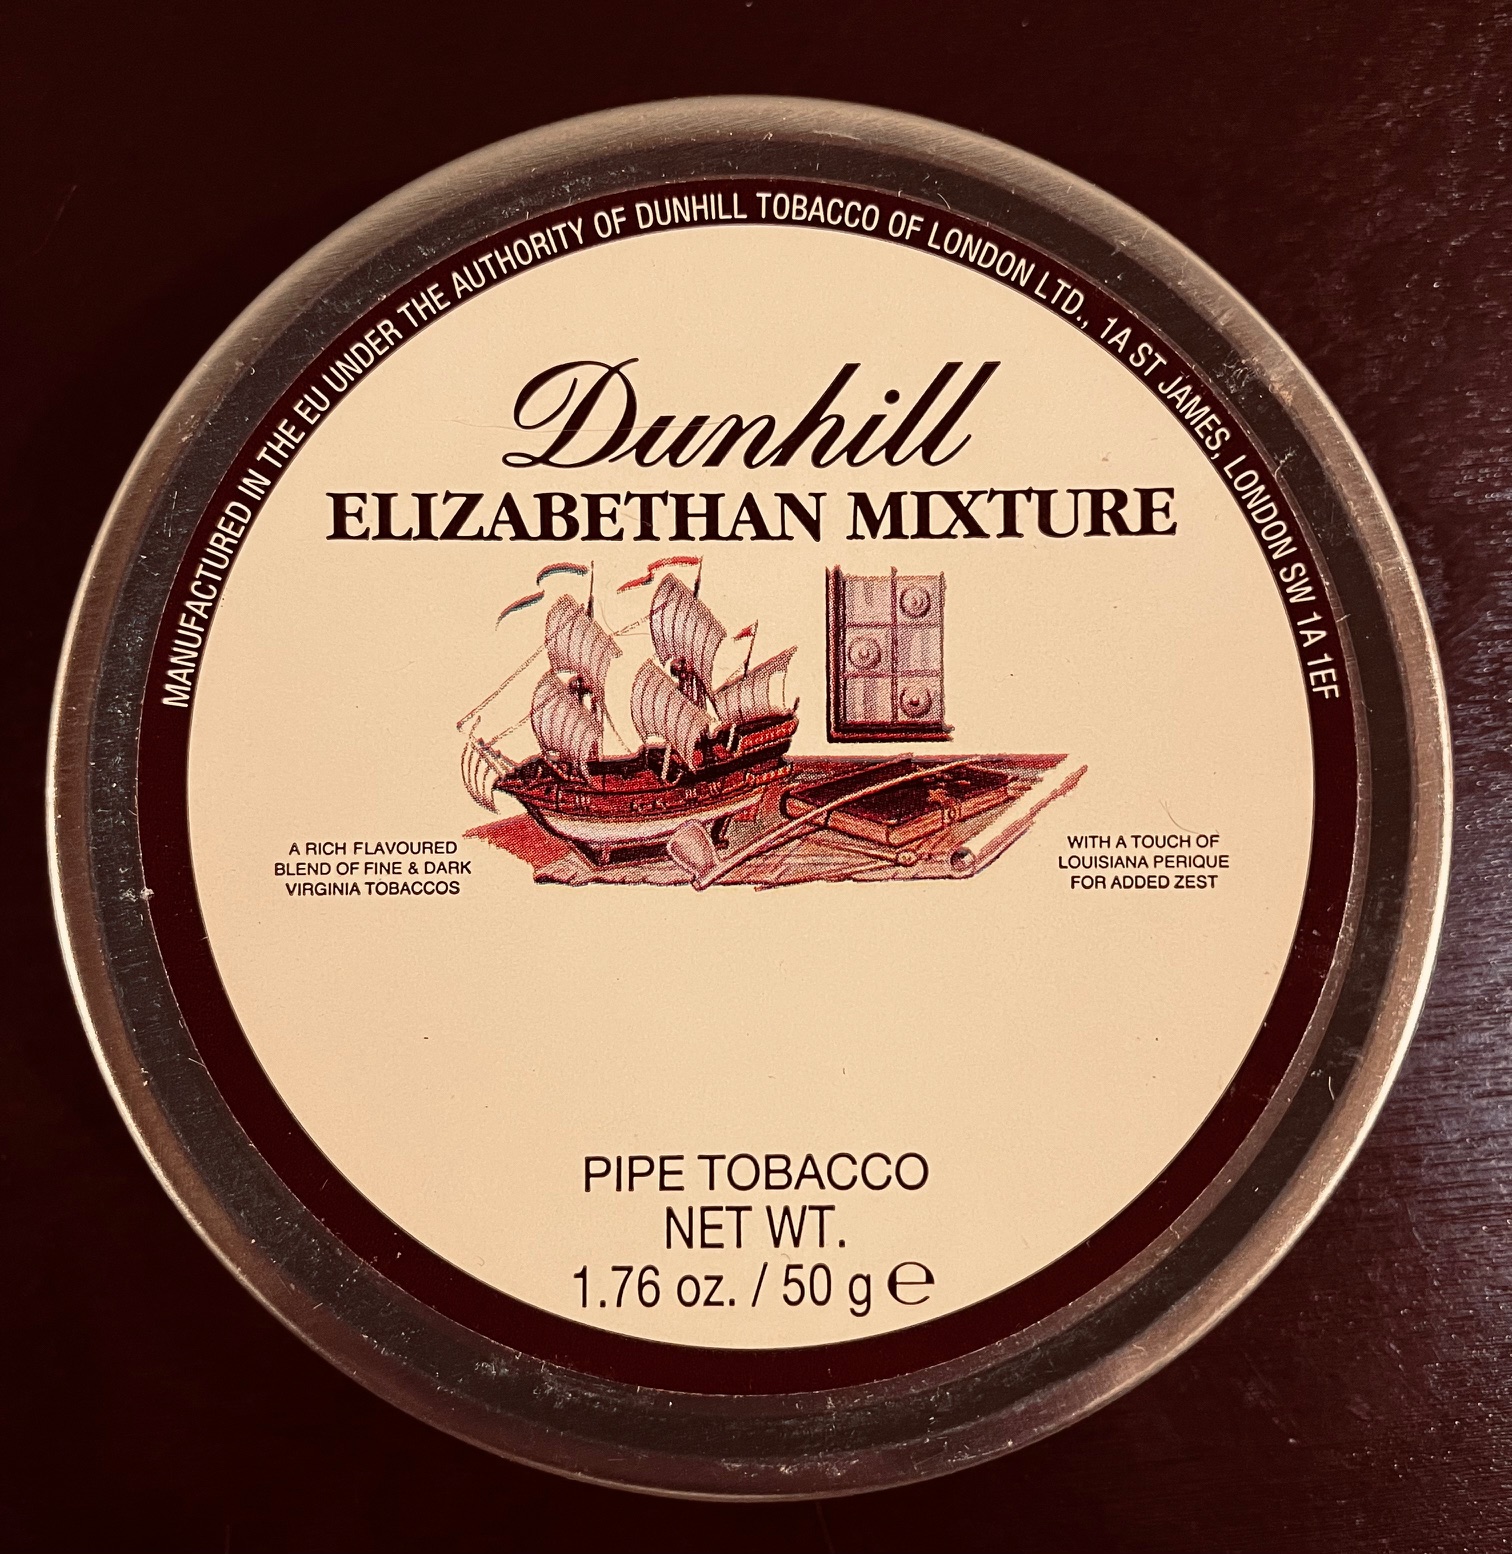 MANUFACTURED IN THE EU UNDER THE AUTHORITY OF DUNHILL TOBACCO OF LONDON LTD., 1A ST JAMES, LONDON SW 1A 1EF
Dunhill
ELIZABETHAN MIXTURE
A RICH FLAVOURED
BLEND OF FINE & DARK
VIRGINIA TOBACCOS
WITH A TOUCH OF
LOUISIANA PERIQUE
FOR ADDED ZEST
PIPE TOBACCO
NET WT.
1.76 oz. / 50 g ℮